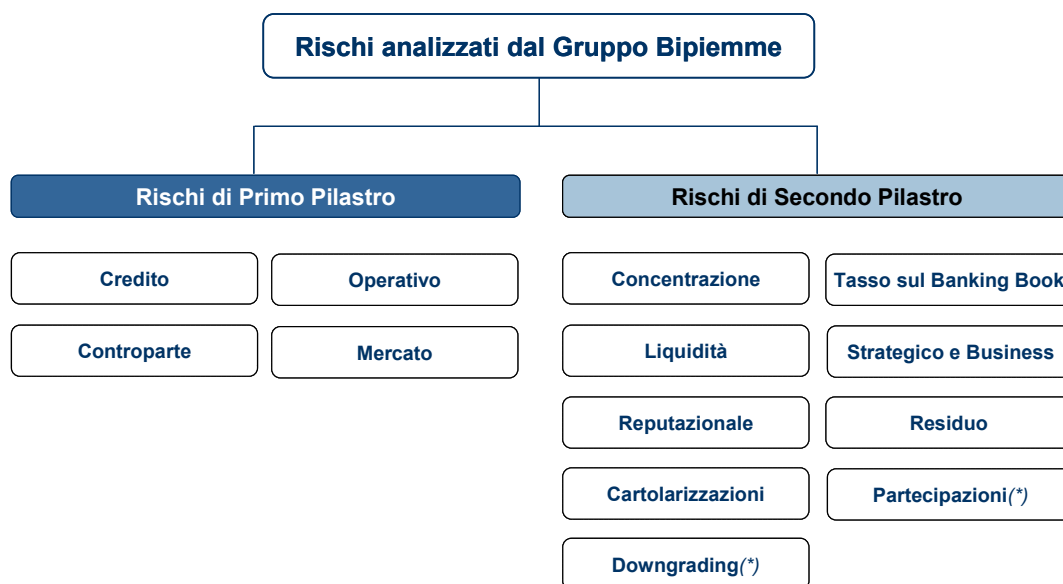 Rischi analizzati dal Gruppo Bipiemme
Rischi di Primo Pilastro
Rischi di Secondo Pilastro
Credito
Operativo
Controparte
Mercato
Concentrazione
Tasso sul Banking Book
Liquidità
Strategico e Business
Reputazionale
Residuo
Cartolarizzazioni
Partecipazioni(*)
Downgrading(*)